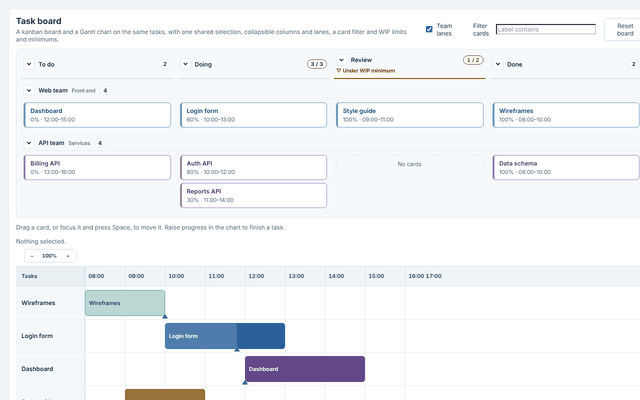 Task board
A kanban board and a Gantt chart on the same tasks, with one shared selection, collapsible columns and lanes, a card filter and WIP limits and minimums.
Team lanes
Filter cards
Label contains
Reset board
To do 2
Doing 3 / 3
Review 1 / 2
▽ Under WIP minimum
Done 2
Web team Front end 4
Dashboard
0% · 12:00–15:00
Login form
60% · 10:00–13:00
Style guide
100% · 09:00–11:00
Wireframes
100% · 08:00–10:00
API team Services 4
Billing API
0% · 13:00–16:00
Auth API
80% · 10:00–12:00
No cards
Data schema
100% · 08:00–10:00
Reports API
30% · 11:00–14:00
Drag a card, or focus it and press Space, to move it. Raise progress in the chart to finish a task.
Nothing selected.
− 100% +
Tasks 08:00 09:00 10:00 11:00 12:00 13:00 14:00 15:00 16:00 17:00
Wireframes Wireframes
Login form Login form
Dashboard Dashboard